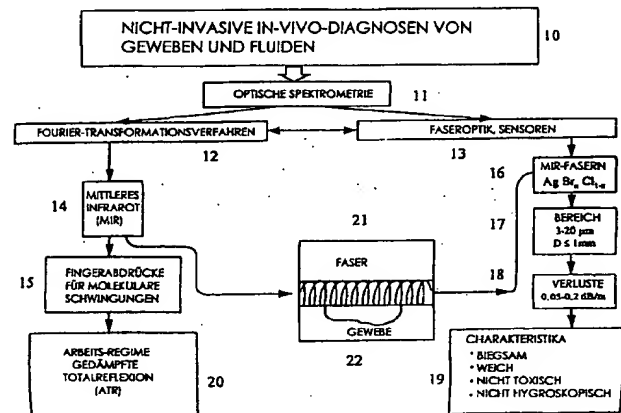 NICHT-INVASIVE IN-VIVO-DIAGNOSEN VON
GEWEBEN UND FLUIDEN
10
OPTISCHE SPEKTROMETRIE
11
FOURIER-TRANSFORMATIONSVERFAHREN
FASEROPTIK, SENSOREN
12
13
14
MITTLERES
INFRAROT
(MIR)
16
MIR-FASERN
Ag Brₙ Cl₁₋ₙ
15
FINGERABDRÜCKE
FÜR MOLEKULARE
SCHWINGUNGEN
21
FASER
GEWEBE
22
17
BEREICH
3-20 µm
D ≤ 1mm
18
VERLUSTE
0,05-0,2 dB/m
ARBEITS-REGIME
GEDÄMPFTE
TOTALREFLEXION
(ATR)
20
19
CHARAKTERISTIKA
• BIEGSAM
• WEICH
• NICHT TOXISCH
• NICHT HYGROSKOPISCH